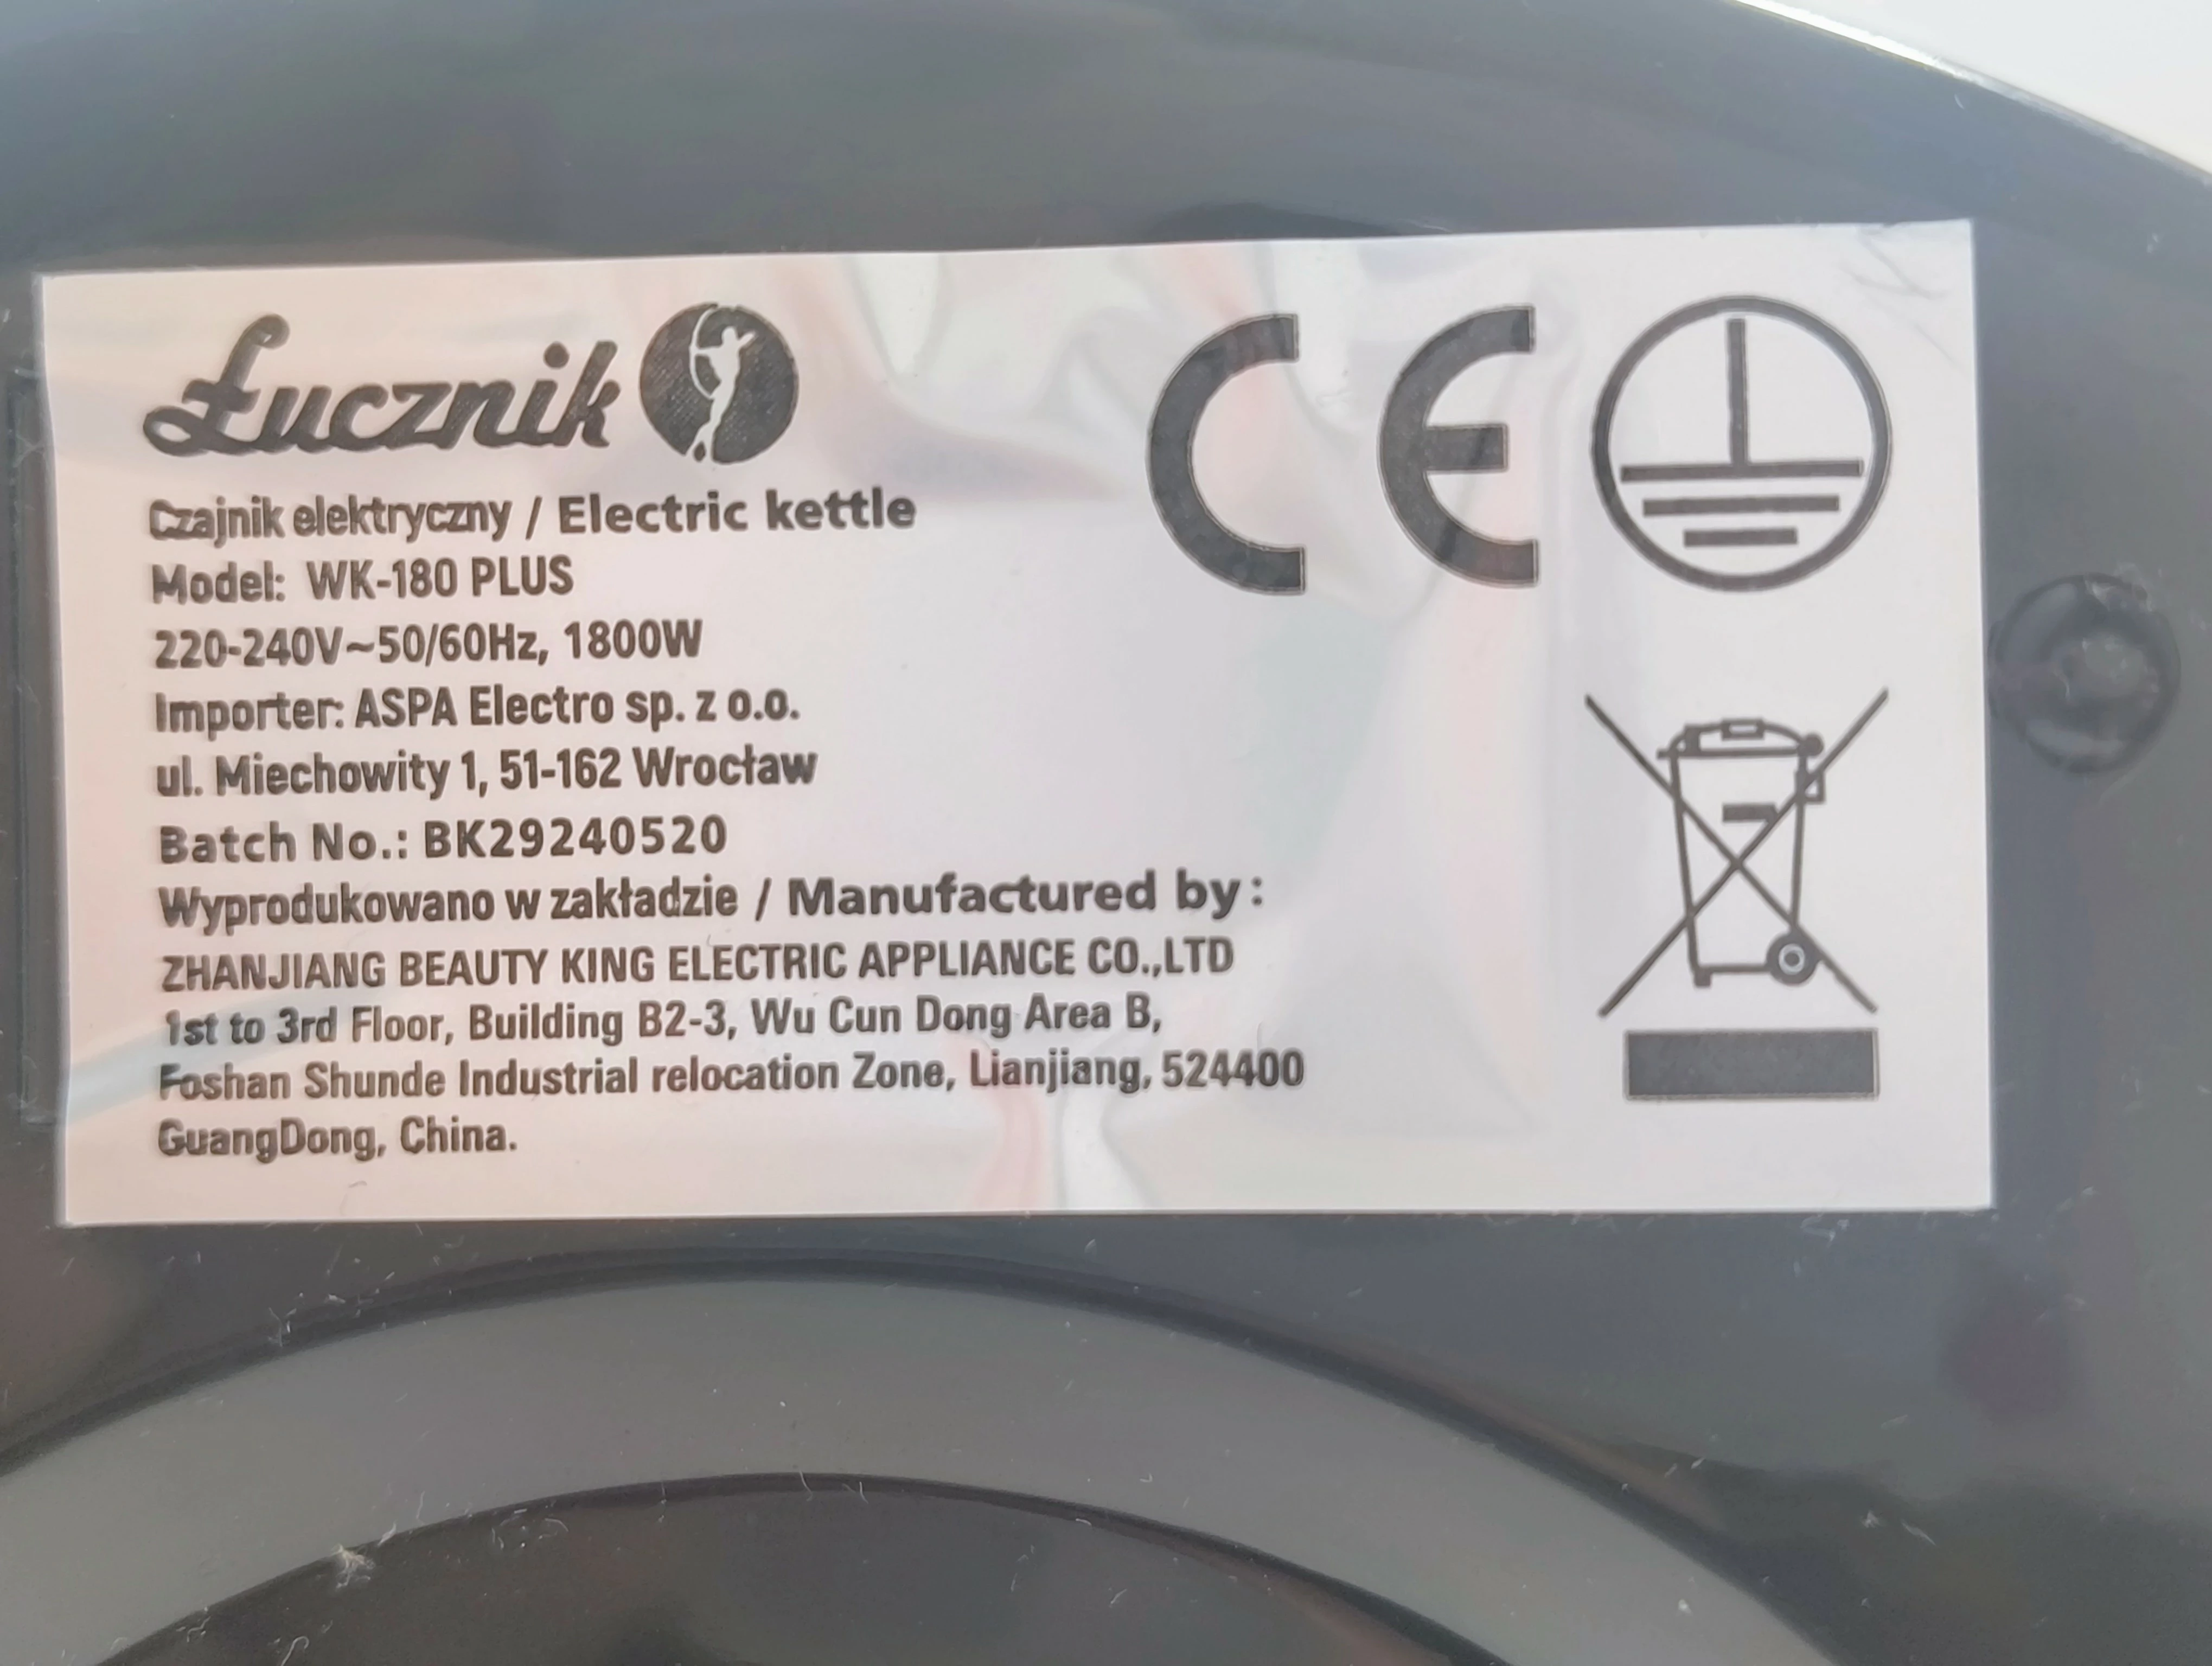 Łucznik
CE
Czajnik elektryczny / Electric kettle
Model: WK-180 PLUS
220-240V~50/60Hz, 1800W
Importer: ASPA Electro sp. z o.o.
ul. Miechowity 1, 51-162 Wrocław
Batch No.: BK29240520
Wyprodukowano w zakładzie / Manufactured by:
ZHANJIANG BEAUTY KING ELECTRIC APPLIANCE CO.,LTD
1st to 3rd Floor, Building B2-3, Wu Cun Dong Area B,
Foshan Shunde Industrial relocation Zone, Lianjiang, 524400
GuangDong, China.